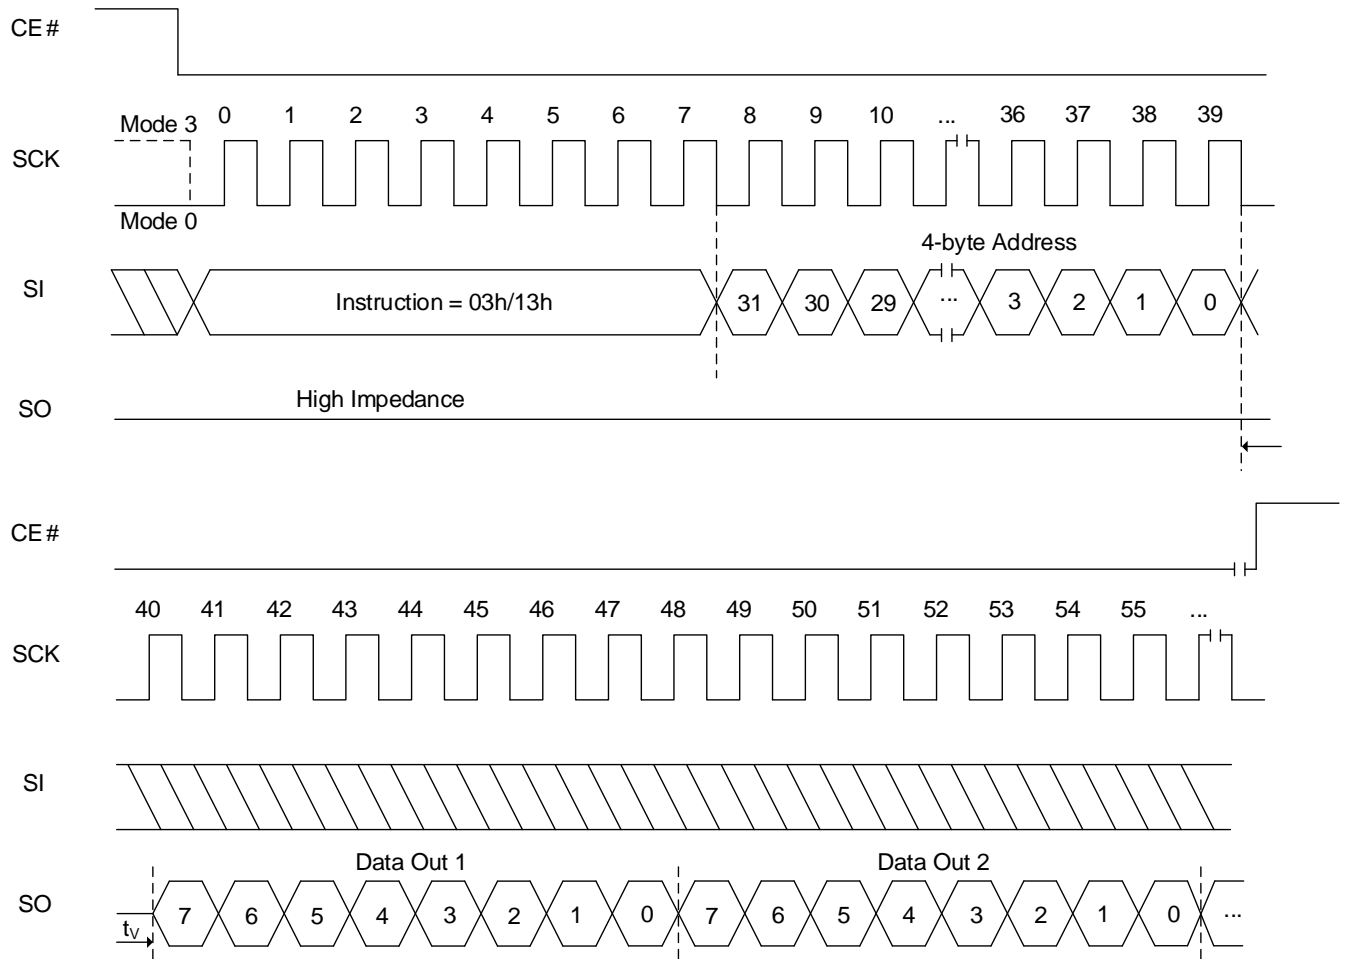 CE#
0 1 2 3 4 5 6 7 8 9 10 ... 36 37 38 39
Mode 3
SCK
Mode 0
4-byte Address
SI
Instruction = 03h/13h
31 30 29 ... 3 2 1 0
High Impedance
SO
CE#
40 41 42 43 44 45 46 47 48 49 50 51 52 53 54 55 ...
SCK
SI
Data Out 1 Data Out 2
SO
7 6 5 4 3 2 1 0 7 6 5 4 3 2 1 0 ...
tV